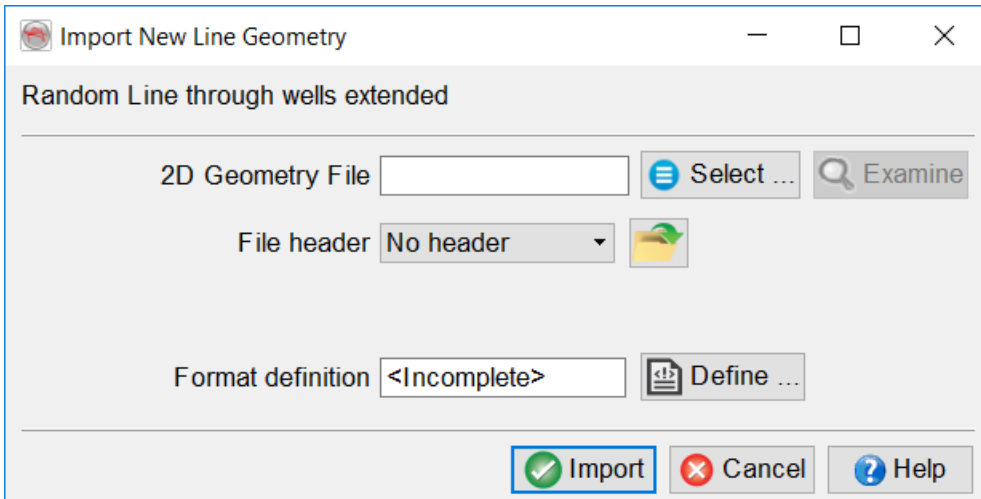 Import New Line Geometry
Random Line through wells extended
2D Geometry File Select ... Examine
File header No header
Format definition <Incomplete> Define ...
Import Cancel Help